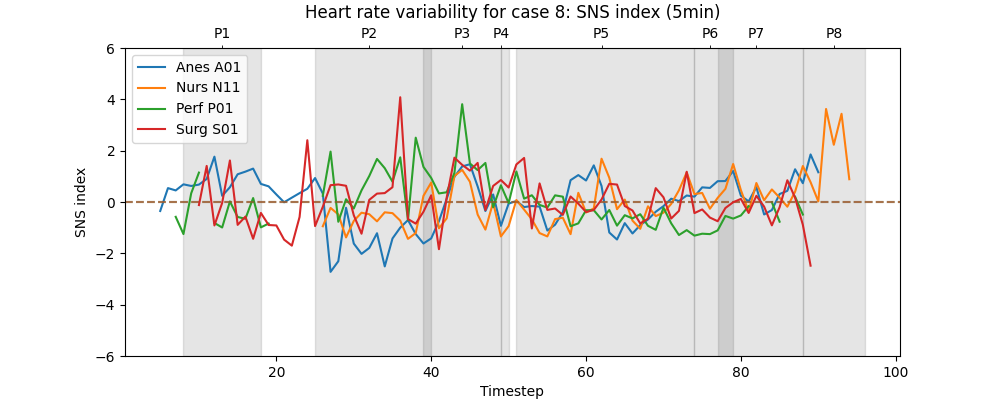 Heart rate variability for case 8: SNS index (5min)
P1 P2 P3 P4 P5 P6 P7 P8
Anes A01
Nurs N11
Perf P01
Surg S01
SNS index
6
4
2
0
−2
−4
−6
20 40 60 80 100
Timestep